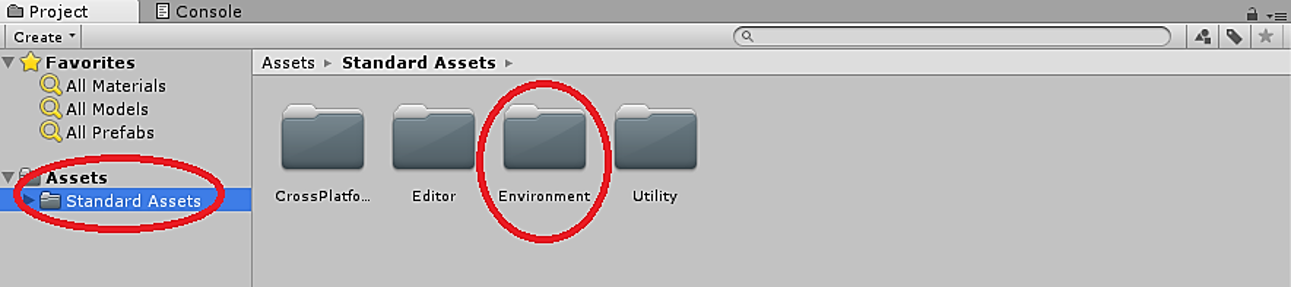 Project Console
Create
Favorites
All Materials
All Models
All Prefabs
Assets
Standard Assets
Assets Standard Assets
CrossPlatfo... Editor Environment Utility